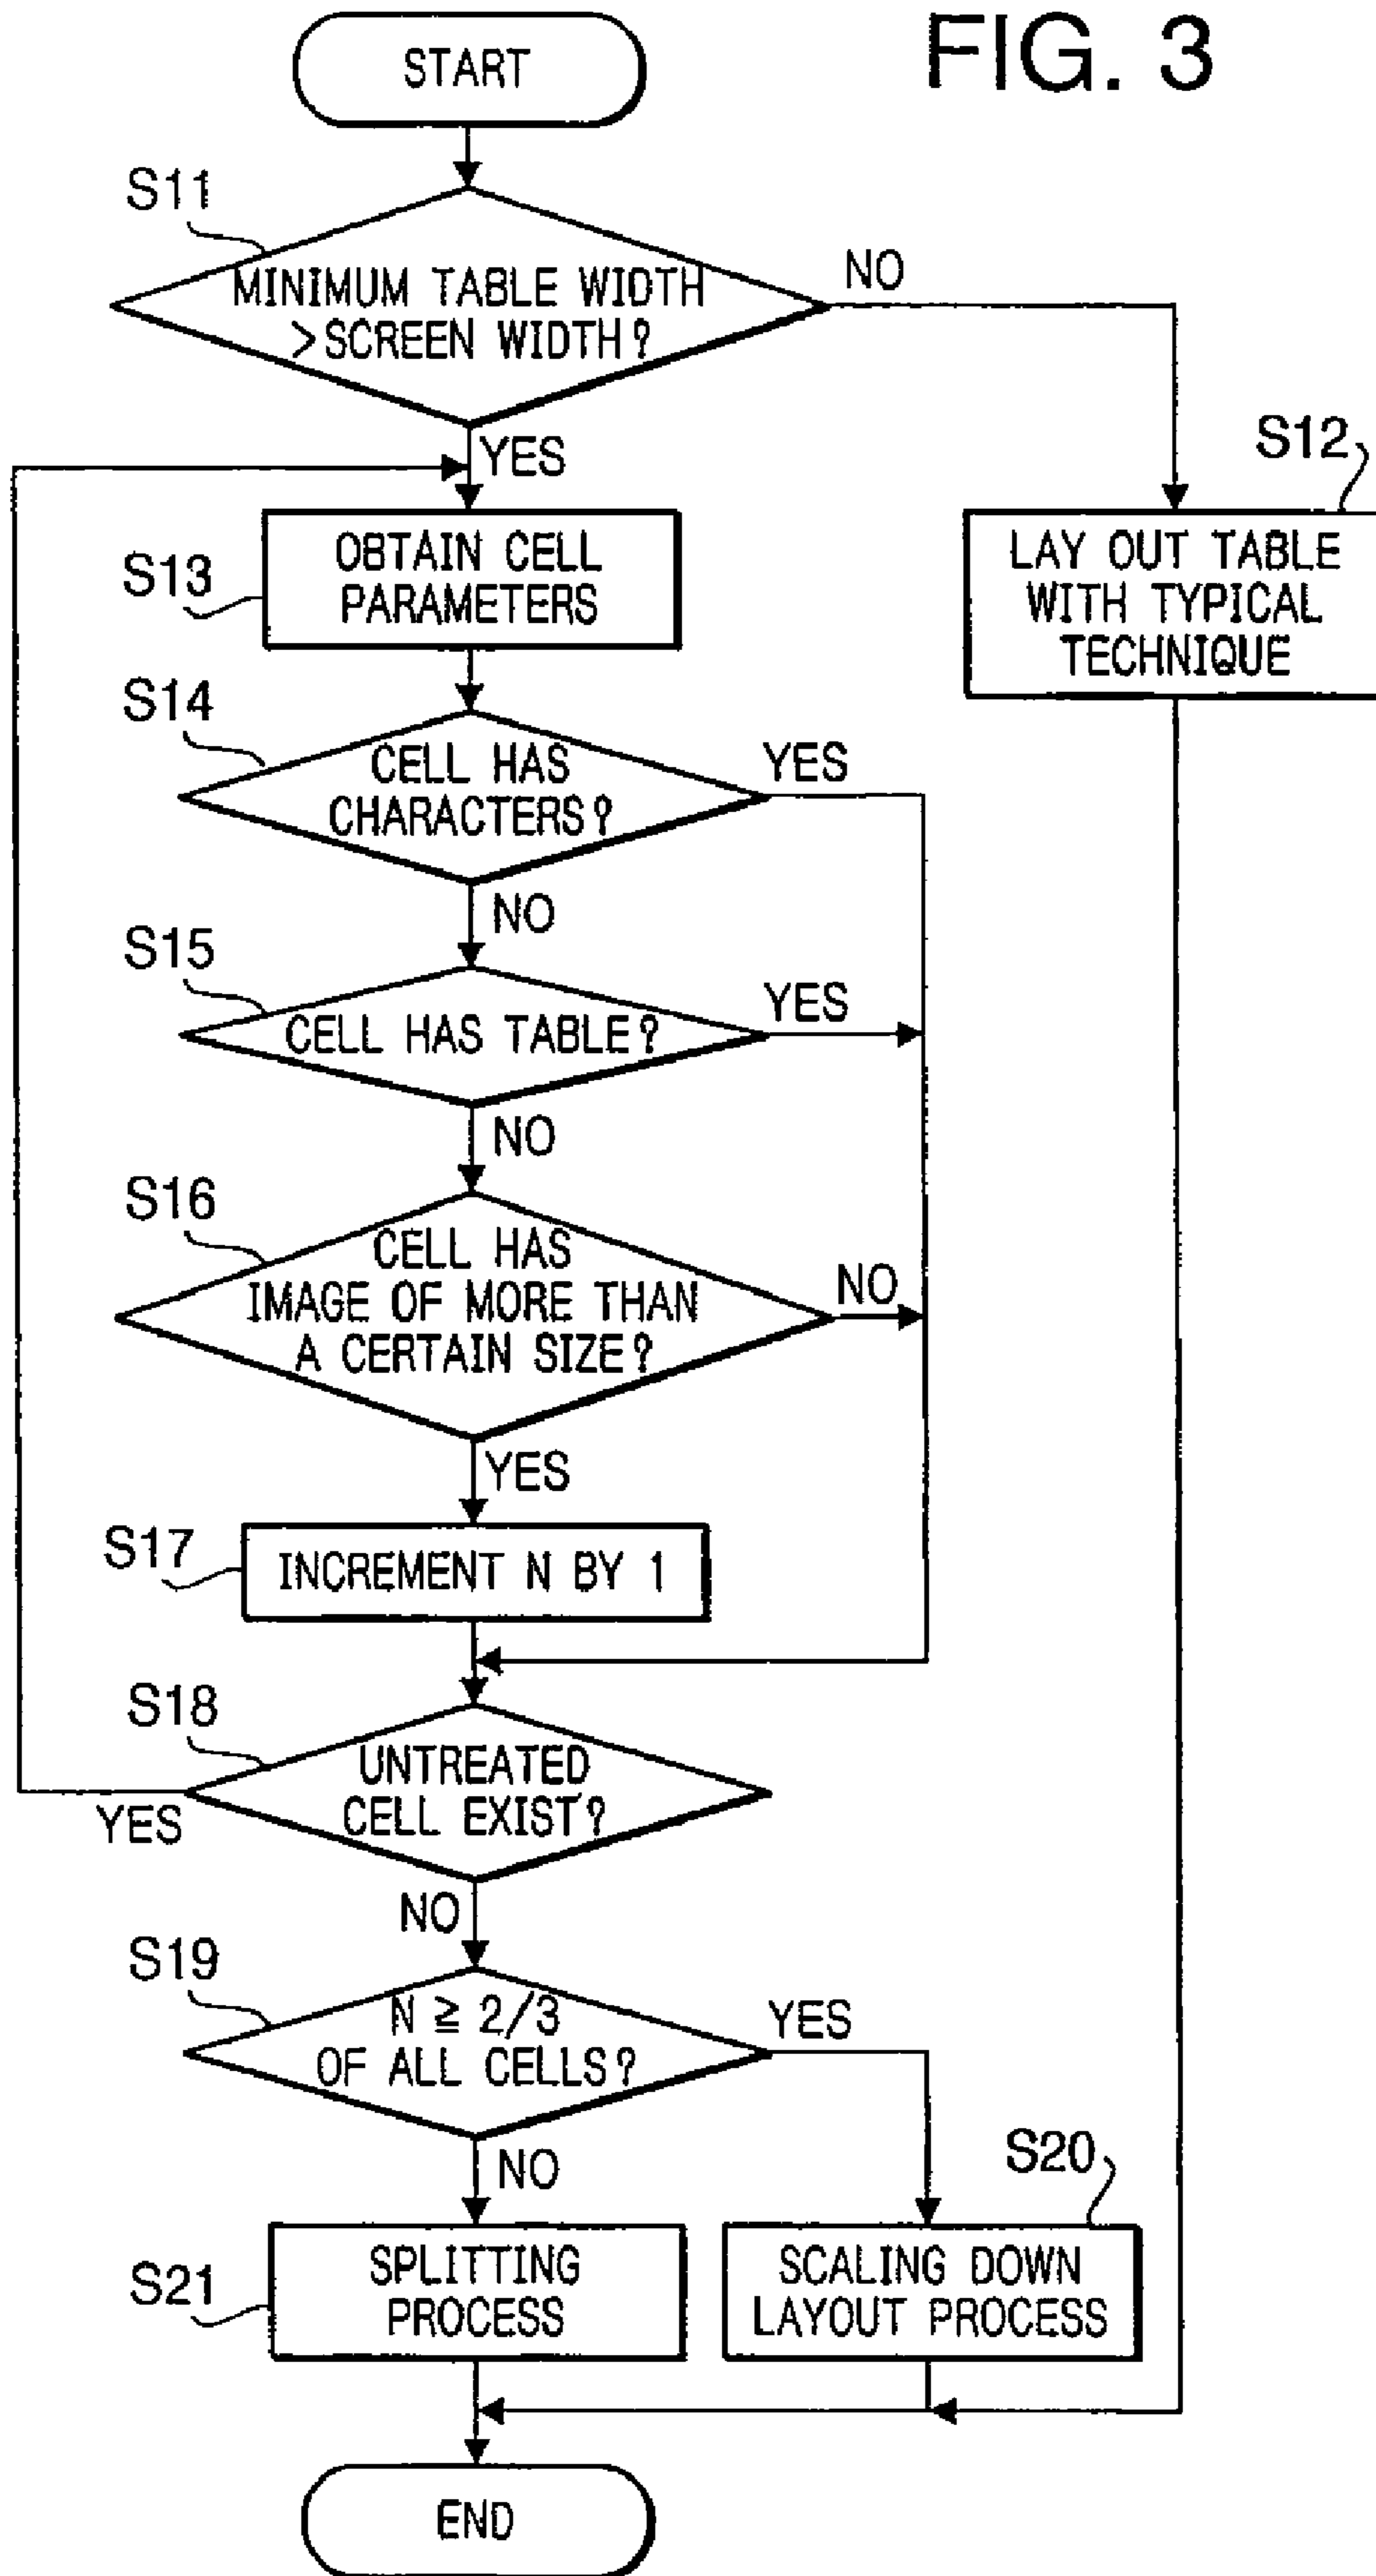 FIG. 3
START
S11
MINIMUM TABLE WIDTH
>SCREEN WIDTH?
NO
YES
S12
LAY OUT TABLE
WITH TYPICAL
TECHNIQUE
S13
OBTAIN CELL
PARAMETERS
S14
CELL HAS
CHARACTERS?
YES
NO
S15
CELL HAS TABLE?
YES
NO
S16
CELL HAS
IMAGE OF MORE THAN
A CERTAIN SIZE?
NO
YES
S17
INCREMENT N BY 1
S18
UNTREATED
CELL EXIST?
YES
NO
S19
N ≧ 2/3
OF ALL CELLS?
YES
NO
S20
SCALING DOWN
LAYOUT PROCESS
S21
SPLITTING
PROCESS
END